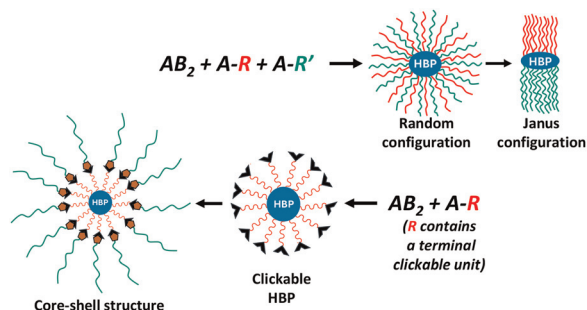 AB2 + A-R + A-R’
HBP
HBP
Random
configuration
Janus
configuration
HBP
HBP
AB2 + A-R
(R contains
a terminal
clickable unit)
Clickable
HBP
Core-shell structure